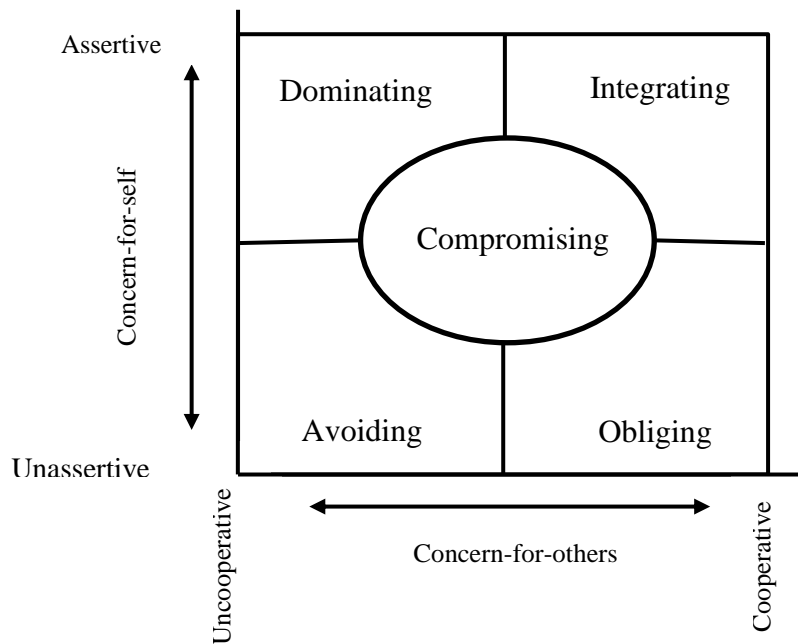 Assertive
Dominating
Integrating
Concern-for-self
Compromising
Avoiding
Obliging
Unassertive
Uncooperative
Concern-for-others
Cooperative